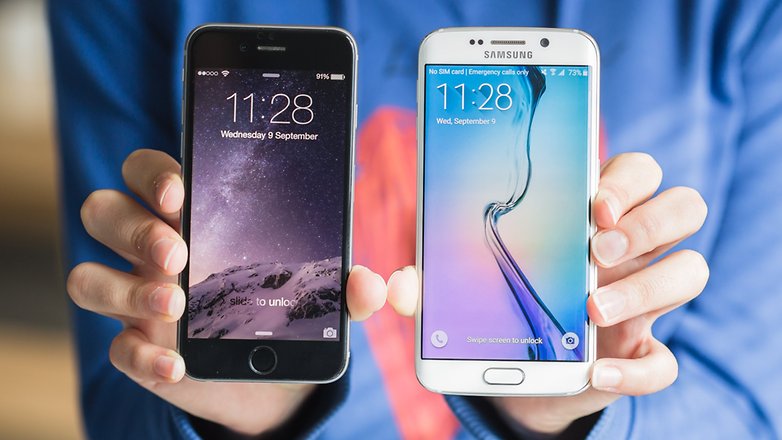 91%
11:28
Wednesday 9 September
slide to unlock
SAMSUNG
No SIM card | Emergency calls only 73%
11:28
Wed, September 9
Swipe screen to unlock